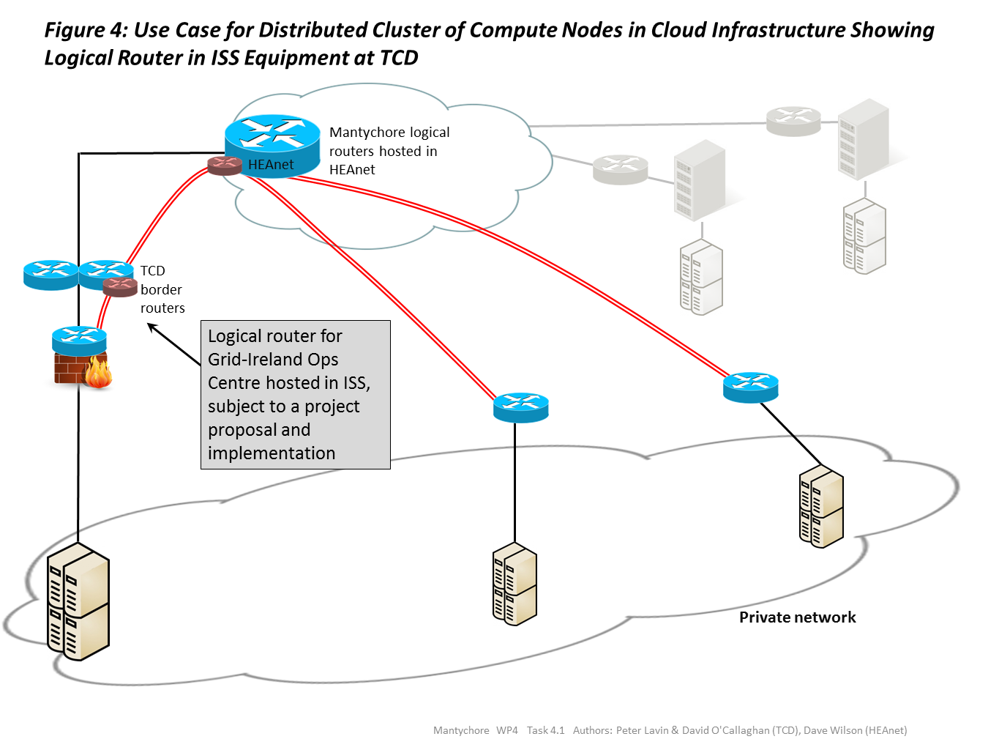 Figure 4: Use Case for Distributed Cluster of Compute Nodes in Cloud Infrastructure Showing
Logical Router in ISS Equipment at TCD
Mantychore logical
routers hosted in
HEAnet
HEAnet
TCD
border
routers
Logical router for
Grid-Ireland Ops
Centre hosted in ISS,
subject to a project
proposal and
implementation
Private network
Mantychore WP4 Task 4.1 Authors: Peter Lavin & David O'Callaghan (TCD), Dave Wilson (HEAnet)